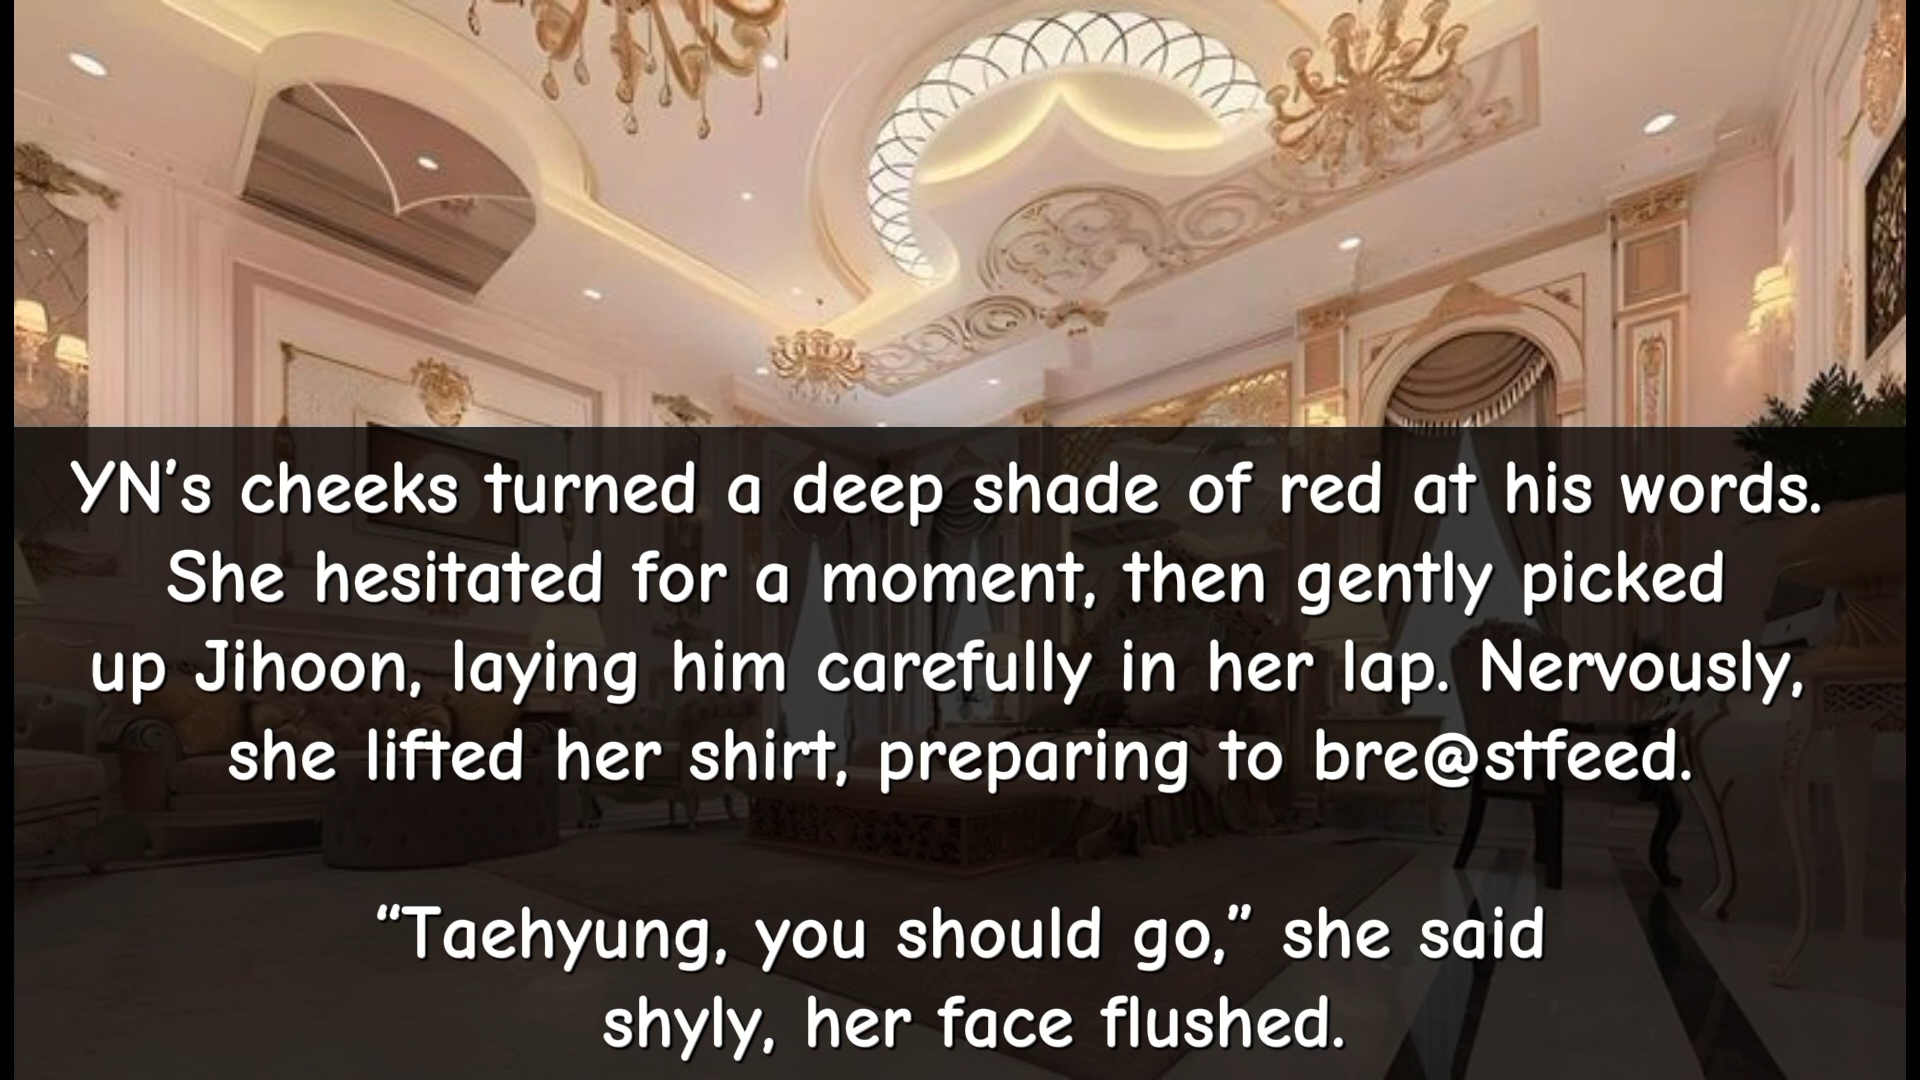 YN’s cheeks turned a deep shade of red at his words.
She hesitated for a moment, then gently picked
up Jihoon, laying him carefully in her lap. Nervously,
she lifted her shirt, preparing to bre@stfeed.
“Taehyung, you should go,” she said
shyly, her face flushed.